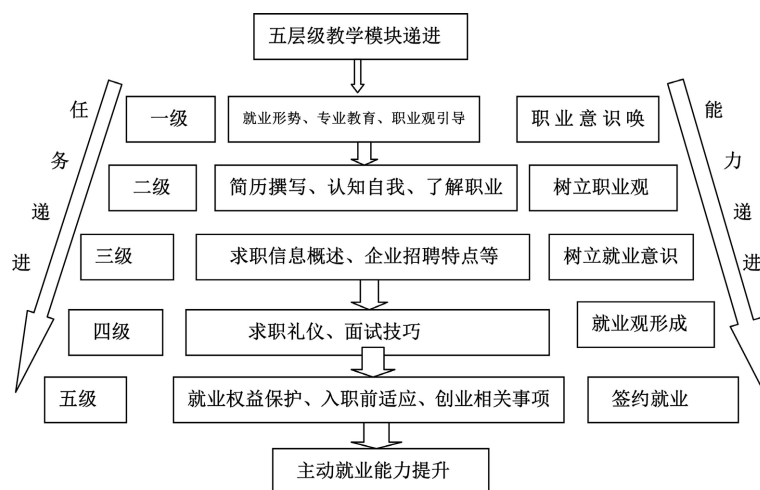 五层级教学模块递进
任务递进
能力递进
一级
就业形势、专业教育、职业观引导
职业意识唤
二级
简历撰写、认知自我、了解职业
树立职业观
三级
求职信息概述、企业招聘特点等
树立就业意识
四级
求职礼仪、面试技巧
就业观形成
五级
就业权益保护、入职前适应、创业相关事项
签约就业
主动就业能力提升